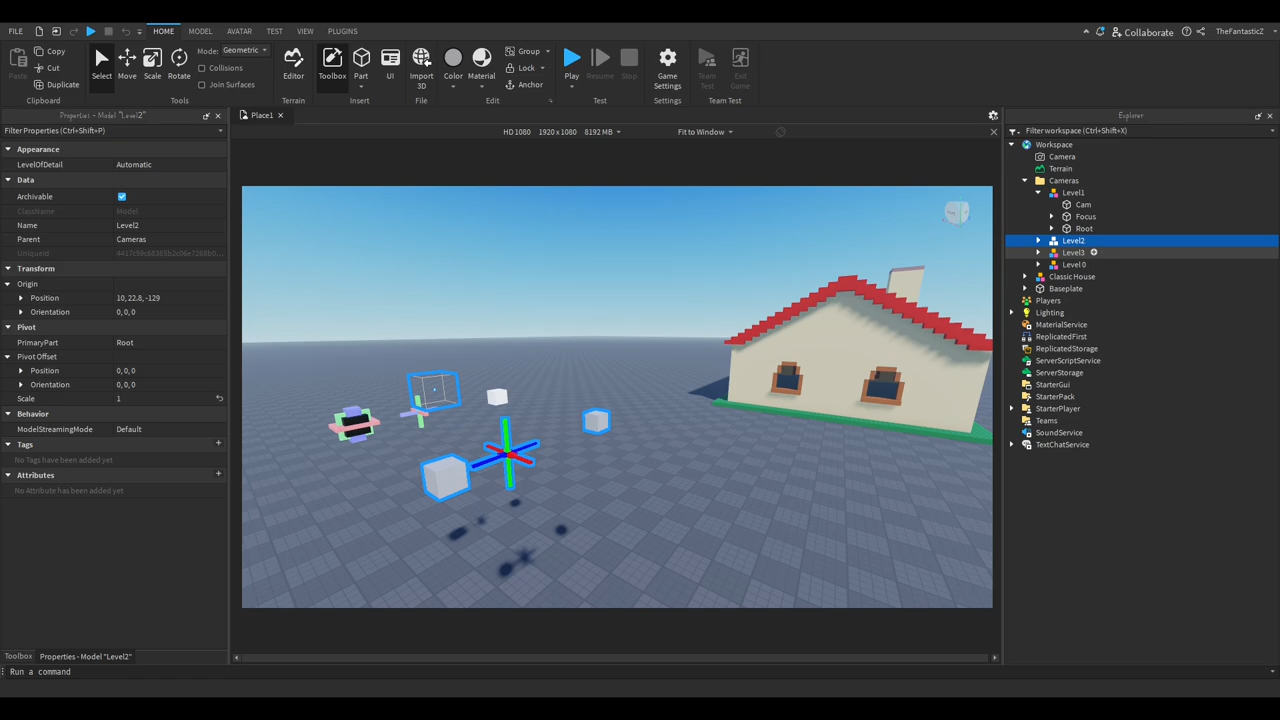 FILE
HOME
MODEL
AVATAR
TEST
VIEW
PLUGINS
Collaborate
TheFantasticZ
Paste
Copy
Cut
Duplicate
Clipboard
Select
Move
Scale
Rotate
Mode: Geometric
Collisions
Join Surfaces
Tools
Editor
Terrain
Toolbox
Part
UI
Insert
Import
3D
File
Color
Material
Group
Lock
Anchor
Edit
Play
Resume
Stop
Test
Game
Settings
Settings
Team
Test
Exit
Game
Team Test
Properties - Model "Level2"
Filter Properties (Ctrl+Shift+P)
Appearance
LevelOfDetail Automatic
Data
Archivable
ClassName Model
Name Level2
Parent Cameras
UniqueId
Transform
Origin
Position 10, 22.8, -129
Orientation 0, 0, 0
Pivot
PrimaryPart Root
Pivot Offset
Position 0, 0, 0
Orientation 0, 0, 0
Scale 1
Behavior
ModelStreamingMode Default
Tags
No Tags have been added yet
Attributes
No Attribute has been added yet
Toolbox Properties - Model "Level2"
Run a command
Place1
HD 1080 1920 x 1080 8192 MB
Fit to Window
Explorer
Filter workspace (Ctrl+Shift+X)
Workspace
Camera
Terrain
Cameras
Level1
Cam
Focus
Root
Level2
Level3
Level 0
Classic House
Baseplate
Players
Lighting
MaterialService
ReplicatedFirst
ReplicatedStorage
ServerScriptService
ServerStorage
StarterGui
StarterPack
StarterPlayer
Teams
SoundService
TextChatService